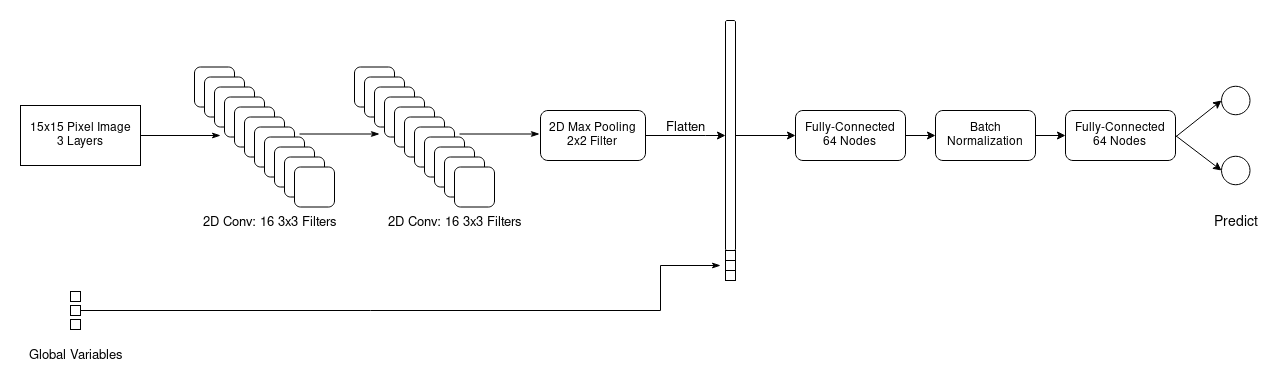 15x15 Pixel Image
3 Layers
2D Conv: 16 3x3 Filters
2D Conv: 16 3x3 Filters
2D Max Pooling
2x2 Filter
Flatten
Fully-Connected
64 Nodes
Batch
Normalization
Fully-Connected
64 Nodes
Predict
Global Variables